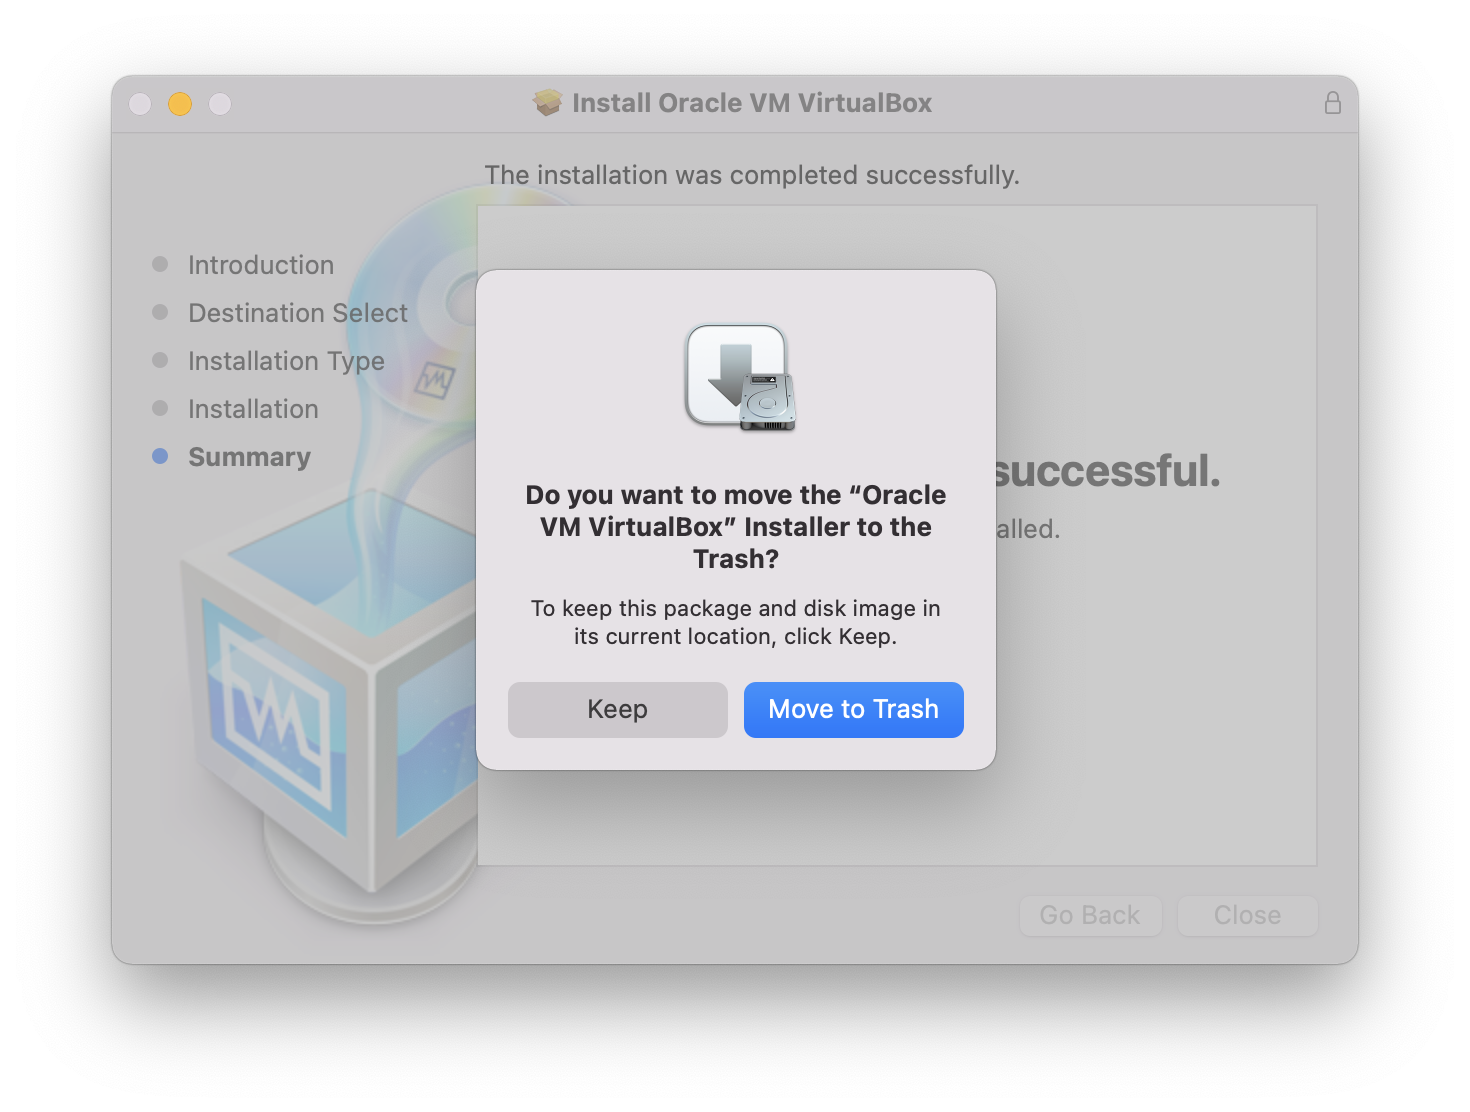 Install Oracle VM VirtualBox
The installation was completed successfully.
Introduction
Destination Select
Installation Type
Installation
Summary
successful.
alled.
Do you want to move the “Oracle
VM VirtualBox” Installer to the
Trash?
To keep this package and disk image in
its current location, click Keep.
Keep
Move to Trash
Go Back
Close